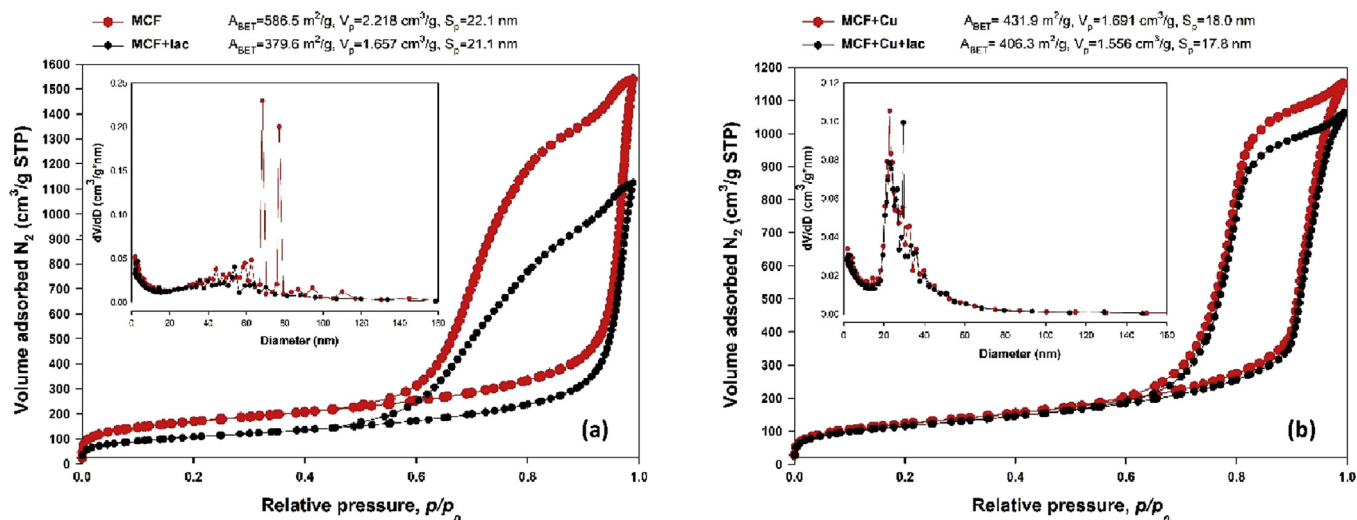 MCF A_BET=586.5 m²/g, V_p=2.218 cm³/g, S_p=22.1 nm
MCF+lac A_BET=379.6 m²/g, V_p=1.657 cm³/g, S_p=21.1 nm
1600
1500
1400
1300
1200
1100
1000
900
800
700
600
500
400
300
200
100
0
Volume adsorbed N₂ (cm³/g STP)
0.25
0.20
0.15
0.10
0.05
0.00
dV/dD (cm³/g*nm)
0 20 40 60 80 100 120 140 160
Diameter (nm)
(a)
0.0 0.2 0.4 0.6 0.8 1.0
Relative pressure, p/p₀
MCF+Cu A_BET= 431.9 m²/g, V_p=1.691 cm³/g, S_p=18.0 nm
MCF+Cu+lac A_BET= 406.3 m²/g, V_p=1.556 cm³/g, S_p=17.8 nm
1200
1100
1000
900
800
700
600
500
400
300
200
100
0
Volume adsorbed N₂ (cm³/g STP)
0.12
0.10
0.08
0.06
0.04
0.02
0.00
dV/dD (cm³/g*nm)
0 20 40 60 80 100 120 140 160
Diameter (nm)
(b)
0.0 0.2 0.4 0.6 0.8 1.0
Relative pressure, p/p₀